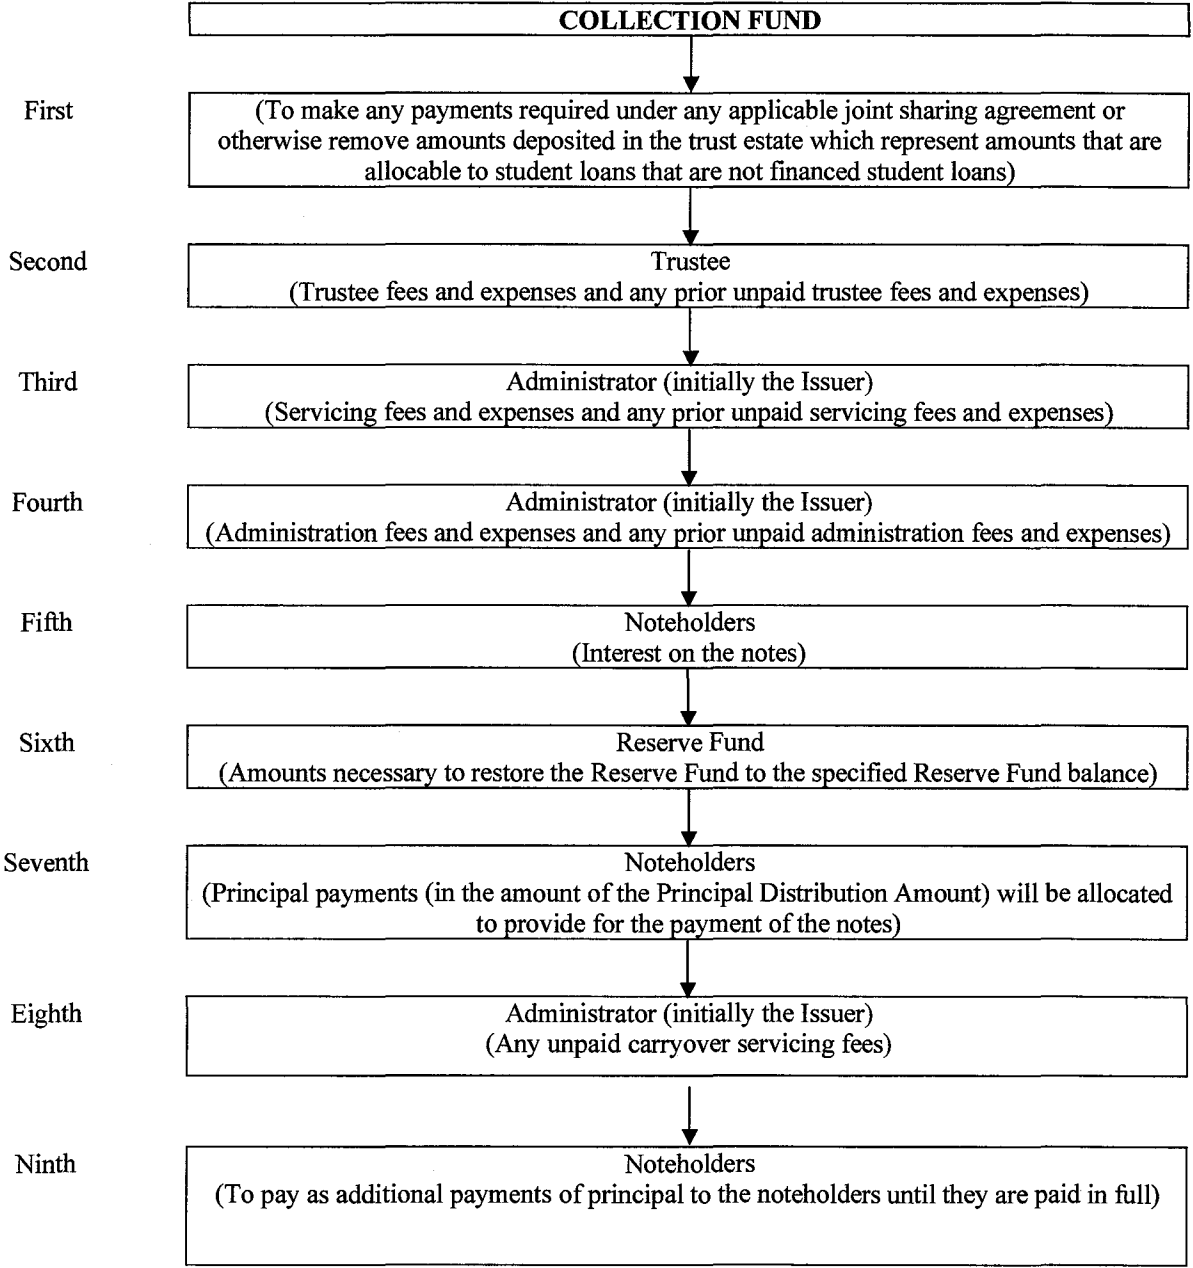 COLLECTION FUND
First
(To make any payments required under any applicable joint sharing agreement or
otherwise remove amounts deposited in the trust estate which represent amounts that are
allocable to student loans that are not financed student loans)
Second
Trustee
(Trustee fees and expenses and any prior unpaid trustee fees and expenses)
Third
Administrator (initially the Issuer)
(Servicing fees and expenses and any prior unpaid servicing fees and expenses)
Fourth
Administrator (initially the Issuer)
(Administration fees and expenses and any prior unpaid administration fees and expenses)
Fifth
Noteholders
(Interest on the notes)
Sixth
Reserve Fund
(Amounts necessary to restore the Reserve Fund to the specified Reserve Fund balance)
Seventh
Noteholders
(Principal payments (in the amount of the Principal Distribution Amount) will be allocated
to provide for the payment of the notes)
Eighth
Administrator (initially the Issuer)
(Any unpaid carryover servicing fees)
Ninth
Noteholders
(To pay as additional payments of principal to the noteholders until they are paid in full)